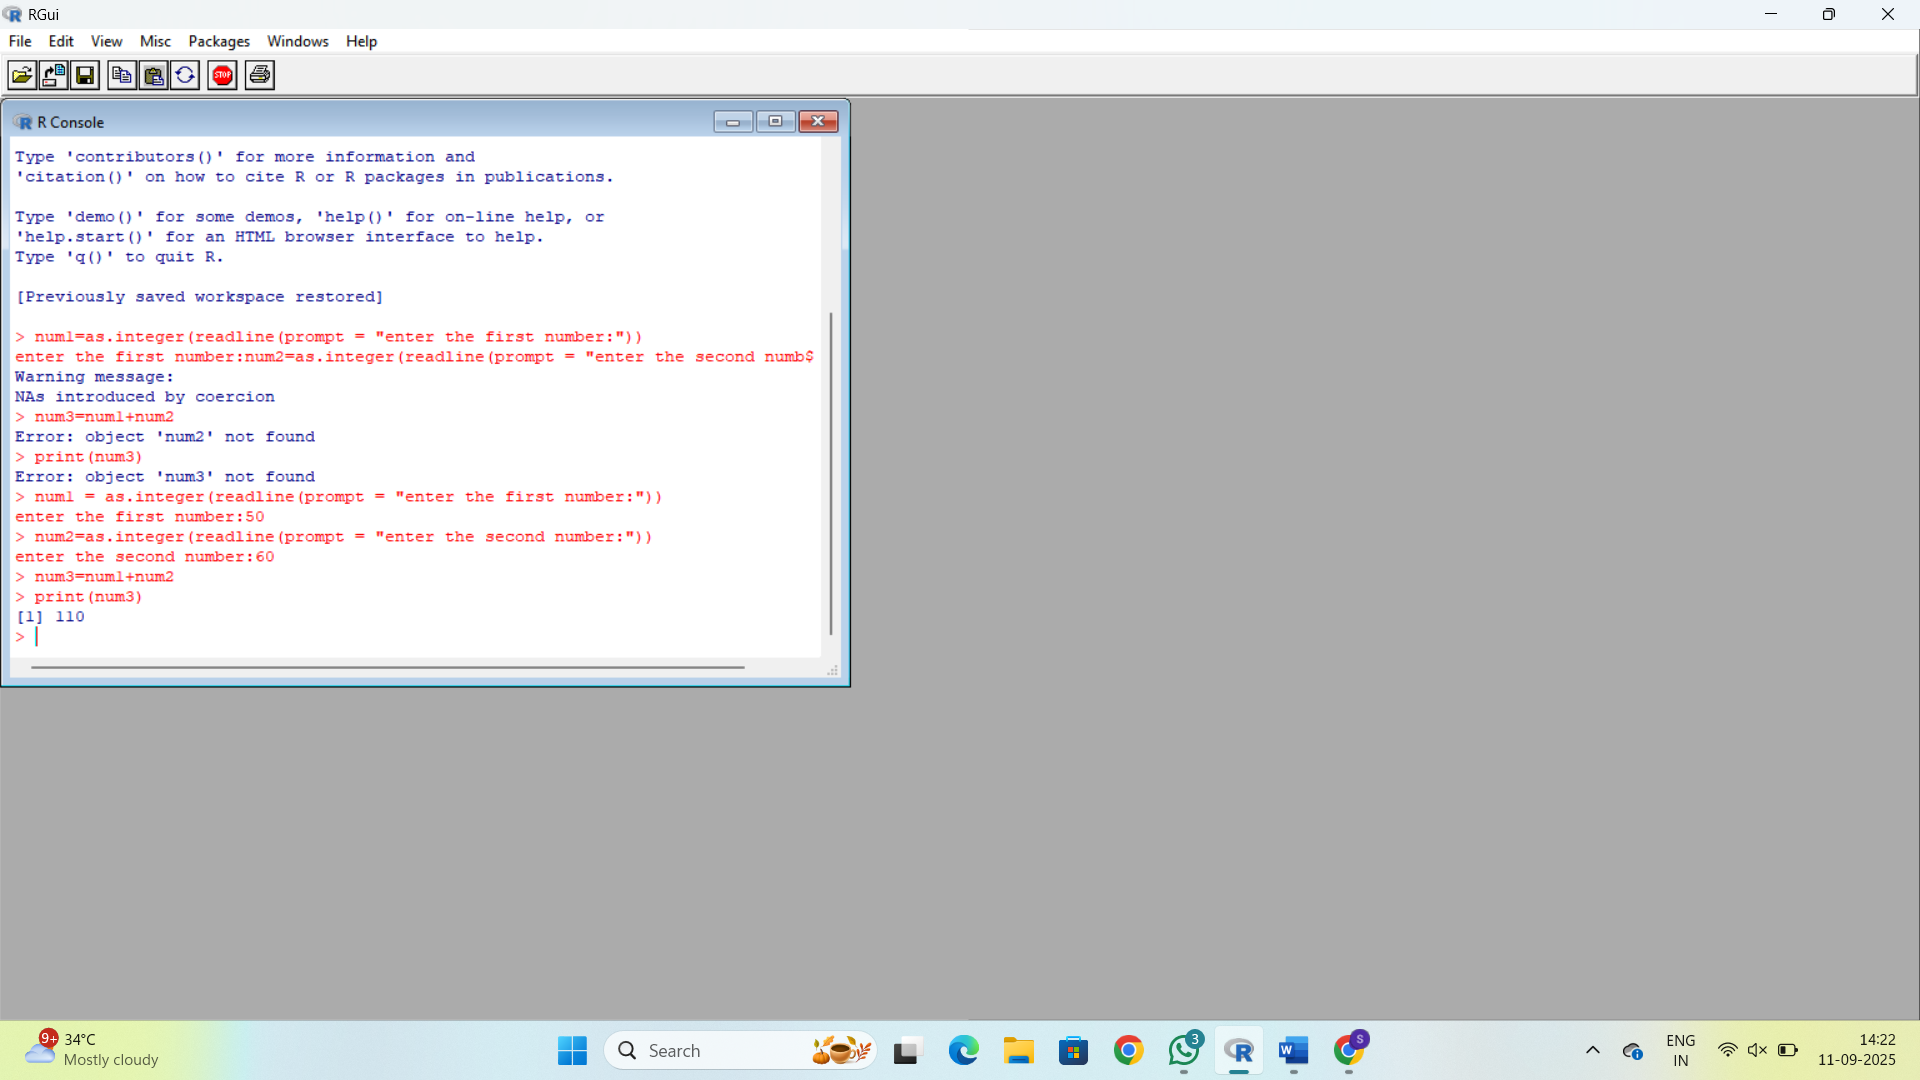 RGui
File Edit View Misc Packages Windows Help
STOP
R Console
Type 'contributors()' for more information and
'citation()' on how to cite R or R packages in publications.
Type 'demo()' for some demos, 'help()' for on-line help, or
'help.start()' for an HTML browser interface to help.
Type 'q()' to quit R.
[Previously saved workspace restored]
> num1=as.integer(readline(prompt = "enter the first number:"))
enter the first number:num2=as.integer(readline(prompt = "enter the second numb$
Warning message:
NAs introduced by coercion
> num3=num1+num2
Error: object 'num2' not found
> print(num3)
Error: object 'num3' not found
> num1 = as.integer(readline(prompt = "enter the first number:"))
enter the first number:50
> num2=as.integer(readline(prompt = "enter the second number:"))
enter the second number:60
> num3=num1+num2
> print(num3)
[1] 110
>
9+ 34°C
Mostly cloudy
Search
3
S
ENG
IN
14:22
11-09-2025